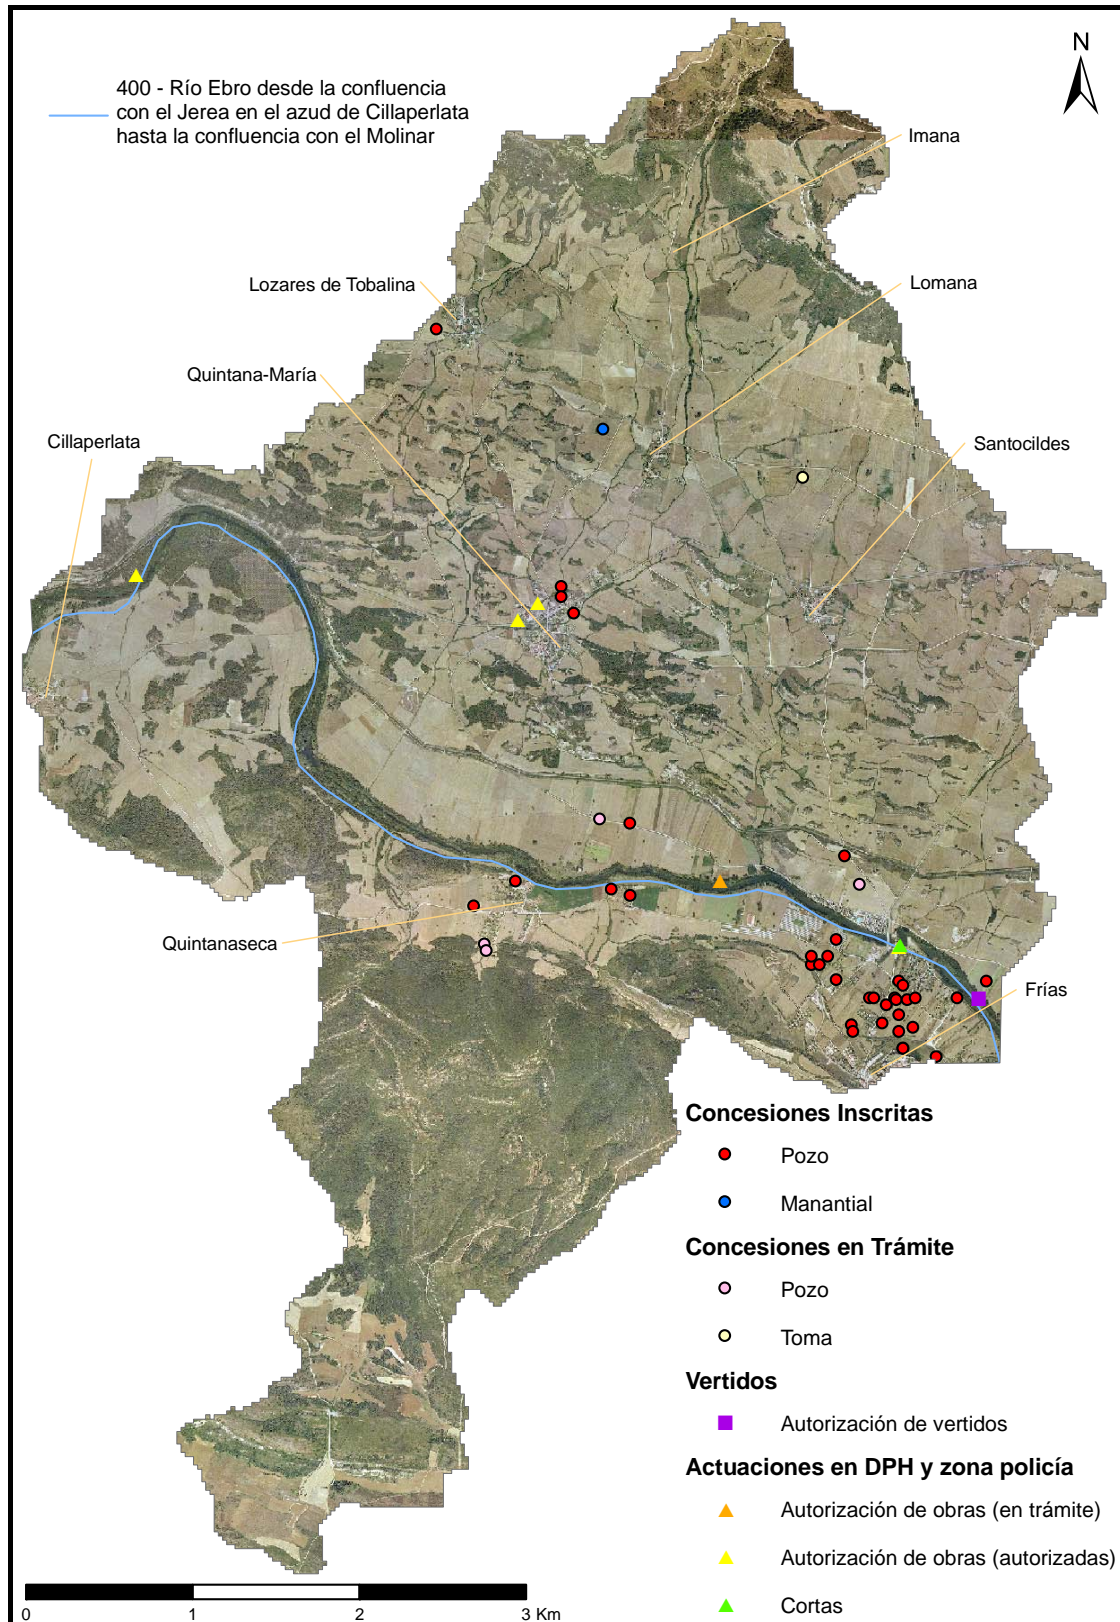 400 - Río Ebro desde la confluencia
con el Jerea en el azud de Cillaperlata
hasta la confluencia con el Molinar
N
Imana
Lozares de Tobalina
Lomana
Quintana-María
Cillaperlata
Santocildes
Quintanaseca
Frías
Concesiones Inscritas
Pozo
Manantial
Concesiones en Trámite
Pozo
Toma
Vertidos
Autorización de vertidos
Actuaciones en DPH y zona policía
Autorización de obras (en trámite)
Autorización de obras (autorizadas)
Cortas
0 1 2 3 Km